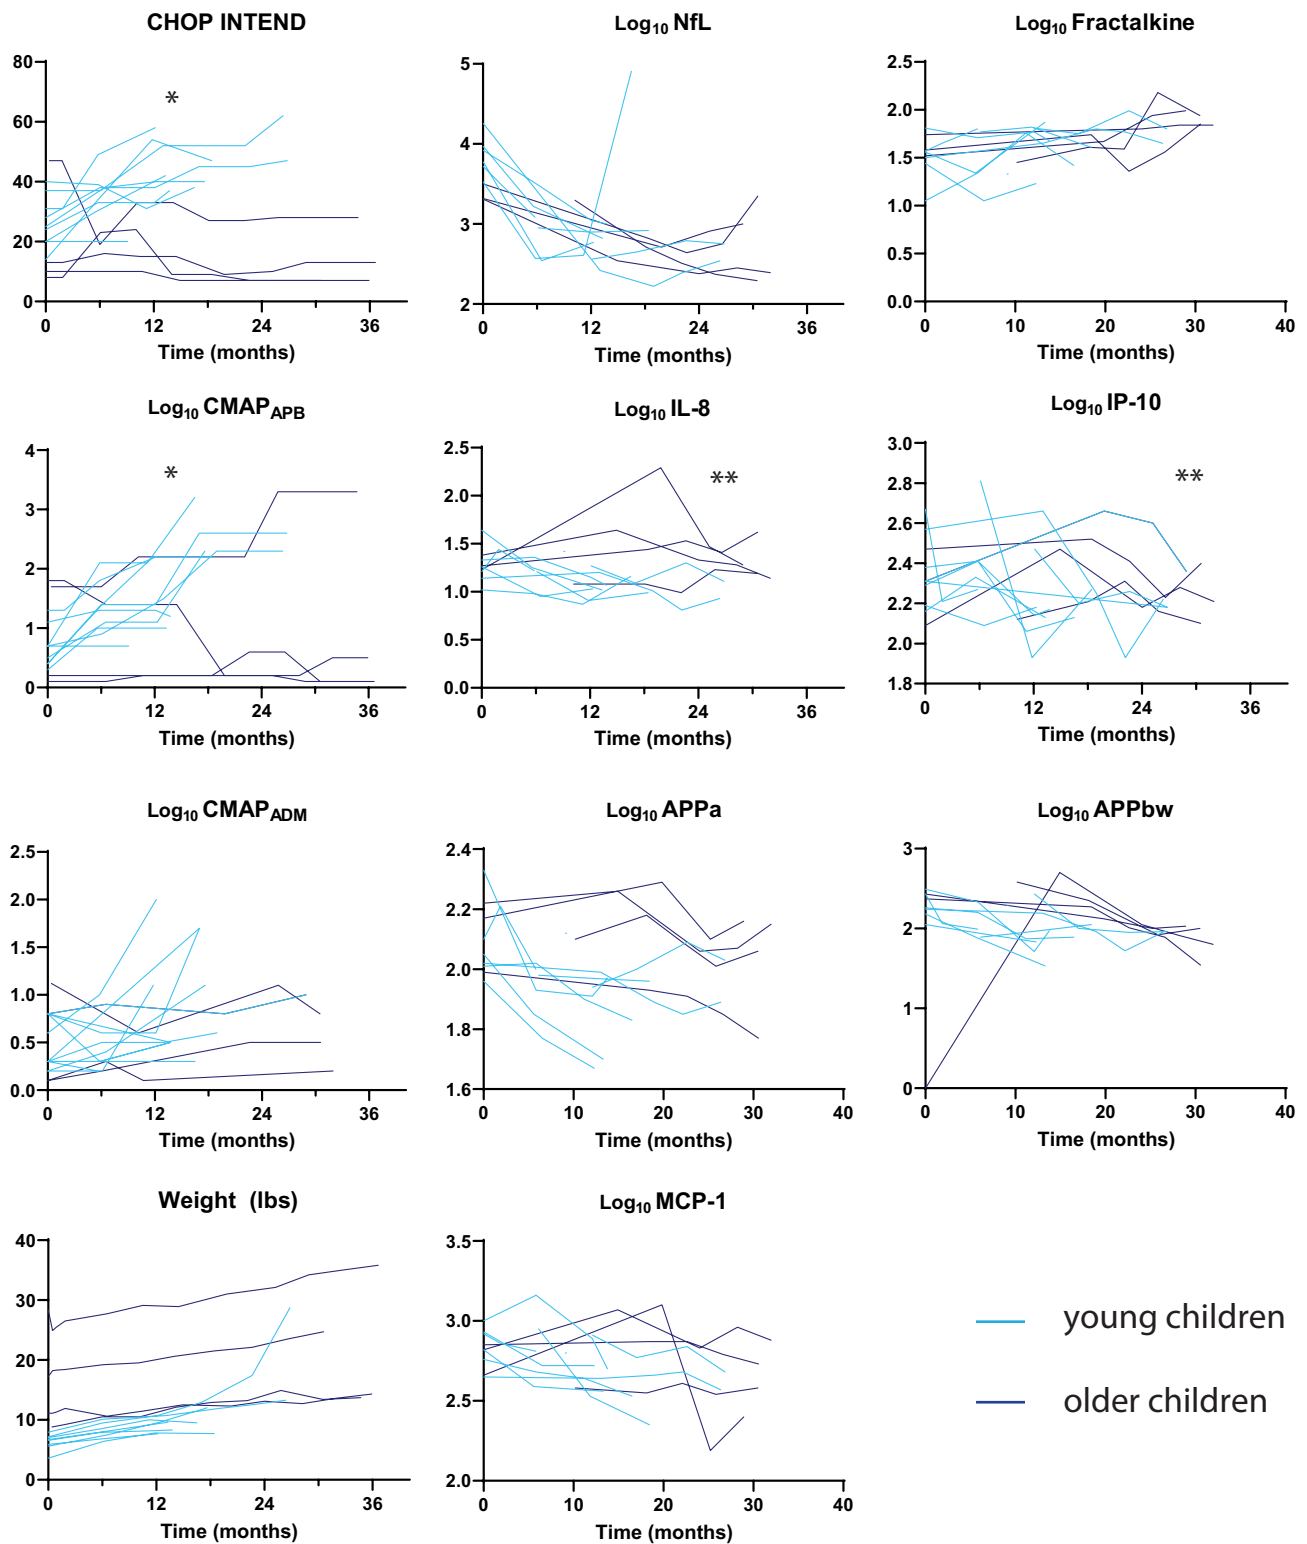 CHOP INTEND
80
60
40
20
0
*
0 12 24 36
Time (months)
Log10 NfL
5
4
3
2
0 12 24 36
Time (months)
Log10 Fractalkine
2.5
2.0
1.5
1.0
0.5
0.0
0 10 20 30 40
Time (months)
Log10 CMAPAPB
4
3
2
1
0
*
0 12 24 36
Time (months)
Log10 IL-8
2.5
2.0
1.5
1.0
0.5
0.0
**
0 12 24 36
Time (months)
Log10 IP-10
3.0
2.8
2.6
2.4
2.2
2.0
1.8
**
0 12 24 36
Time (months)
Log10 CMAPADM
2.5
2.0
1.5
1.0
0.5
0.0
0 12 24 36
Time (months)
Log10 APPa
2.4
2.2
2.0
1.8
1.6
0 10 20 30 40
Time (months)
Log10 APPbw
3
2
1
0
0 10 20 30 40
Time (months)
Weight (lbs)
40
30
20
10
0
0 12 24 36
Time (months)
Log10 MCP-1
3.5
3.0
2.5
2.0
0 10 20 30 40
Time (months)
young children
older children